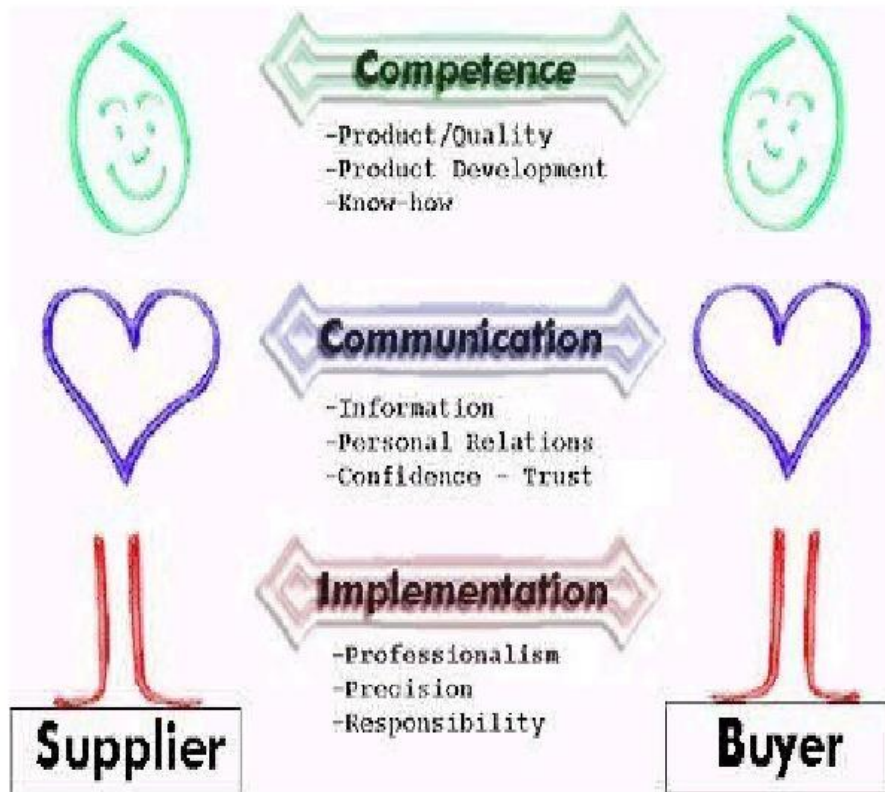 Competence
-Product/Quality
-Product Development
-Know-how
Communication
-Information
-Personal Relations
-Confidence - Trust
Implementation
-Professionalism
-Precision
-Responsibility
Supplier
Buyer